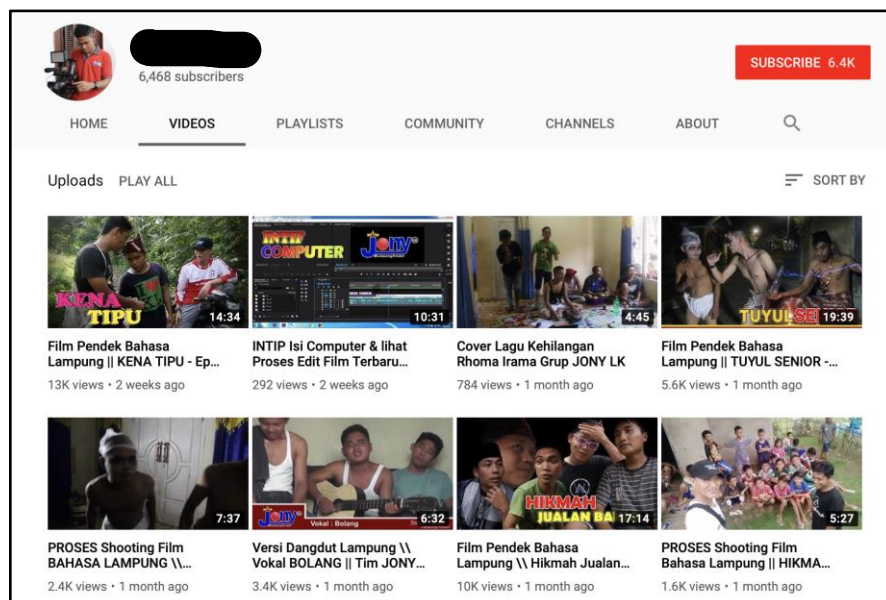 6,468 subscribers
SUBSCRIBE 6.4K
HOME VIDEOS PLAYLISTS COMMUNITY CHANNELS ABOUT
Uploads PLAY ALL SORT BY
KENA
TIPU
14:34
INTIP
COMPUTER
Jony
10:31
4:45
TUYUL SE
19:39
Film Pendek Bahasa
Lampung || KENA TIPU - Ep...
13K views • 2 weeks ago
INTIP Isi Computer & lihat
Proses Edit Film Terbaru...
292 views • 2 weeks ago
Cover Lagu Kehilangan
Rhoma Irama Grup JONY LK
784 views • 1 month ago
Film Pendek Bahasa
Lampung || TUYUL SENIOR -...
5.6K views • 1 month ago
7:37
Jony
Vokal : Bolang
6:32
HIKMAH
JUALAN BA
17:14
5:27
PROSES Shooting Film
BAHASA LAMPUNG \\...
2.4K views • 1 month ago
Versi Dangdut Lampung \\
Vokal BOLANG || Tim JONY...
3.4K views • 1 month ago
Film Pendek Bahasa
Lampung \\ Hikmah Jualan...
10K views • 1 month ago
PROSES Shooting Film
Bahasa Lampung || HIKMA...
1.6K views • 1 month ago